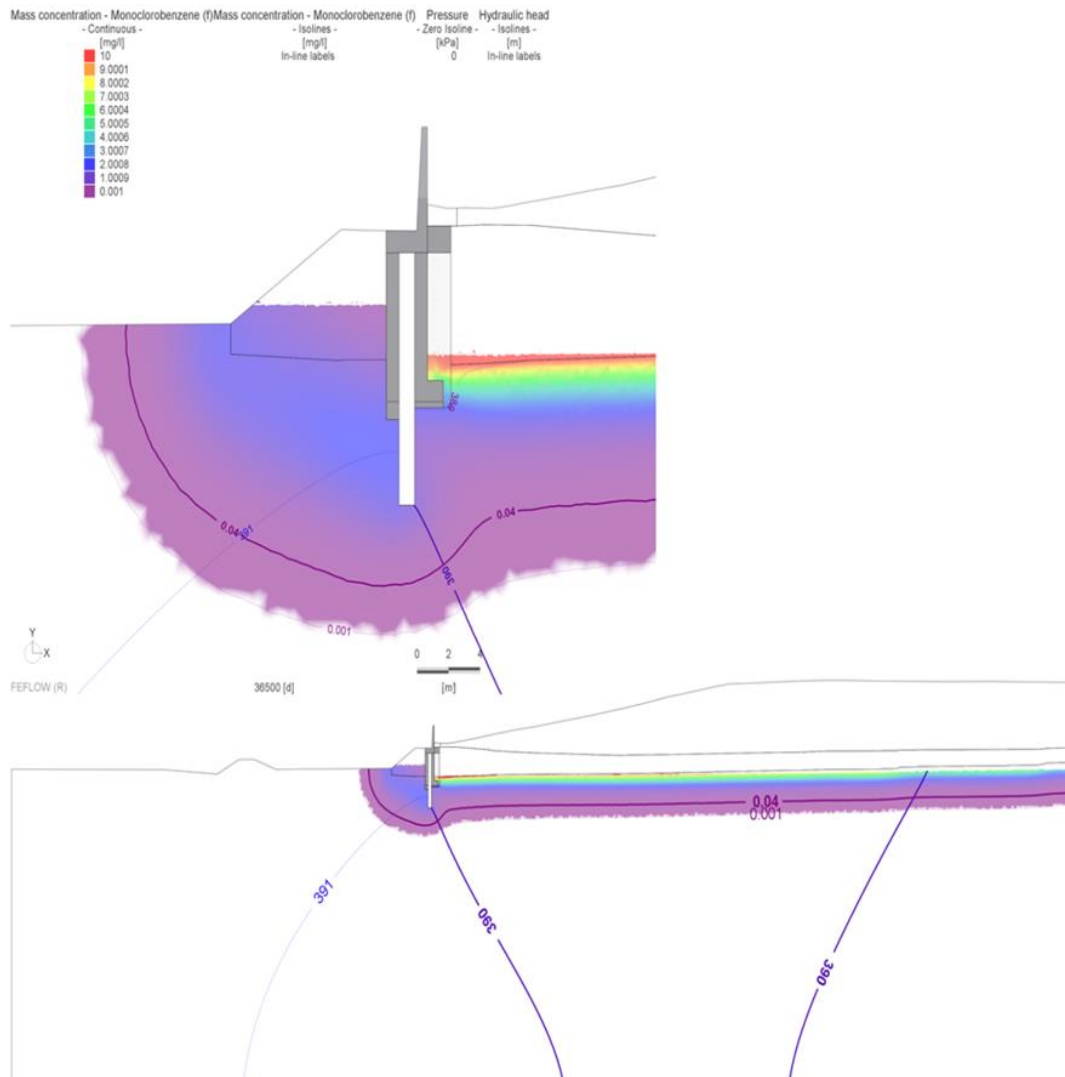 Mass concentration - Monoclorobenzene (f)
- Continuous -
[mg/l]
10
9.0001
8.0002
7.0003
6.0004
5.0005
4.0006
3.0007
2.0008
1.0009
0.001
Mass concentration - Monoclorobenzene (f)
- Isolines -
[mg/l]
In-line labels
Pressure
- Zero Isoline -
[kPa]
0
Hydraulic head
- Isolines -
[m]
In-line labels
0.04
391
0.04
390
0.001
Y
X
0 2 4
[m]
FEFLOW (R)
36500 [d]
0.04
0.001
391
390
390